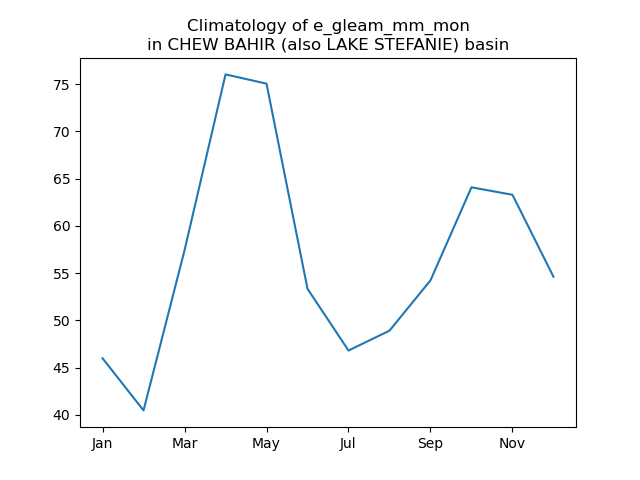 Climatology of e_gleam_mm_mon
in CHEW BAHIR (also LAKE STEFANIE) basin
75
70
65
60
55
50
45
40
Jan Mar May Jul Sep Nov